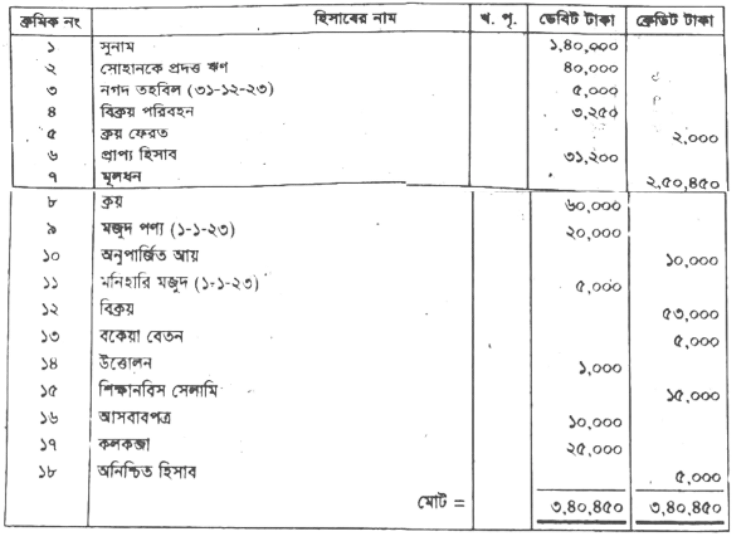 ক্রমিক নং হিসাবের নাম খ. পৃ. ডেবিট টাকা ক্রেডিট টাকা
১ সুনাম ১,৪০,০০০
২ সোহানকে প্রদত্ত ঋণ ৪০,০০০
৩ নগদ তহবিল (৩১-১২-২৩) ৫,০০০
৪ বিক্রয় পরিবহন ৩,২৫০
৫ ক্রয় ফেরত ২,০০০
৬ প্রাপ্য হিসাব ৩১,২০০
৭ মূলধন ২,৫০,৪৫০
৮ ক্রয় ৬০,০০০
৯ মজুদ পণ্য (১-১-২৩) ২০,০০০
১০ অনুপার্জিত আয় ১০,০০০
১১ মনিহারি মজুদ (১-১-২৩) ৫,০০০
১২ বিক্রয় ৫৩,০০০
১৩ বকেয়া বেতন ৫,০০০
১৪ উত্তোলন ১,০০০
১৫ শিক্ষানবিস সেলামি ১৫,০০০
১৬ আসবাবপত্র ১০,০০০
১৭ কলকব্জা ২৫,০০০
১৮ অনিশ্চিত হিসাব ৫,০০০
মোট = ৩,৪০,৪৫০ ৩,৪০,৪৫০